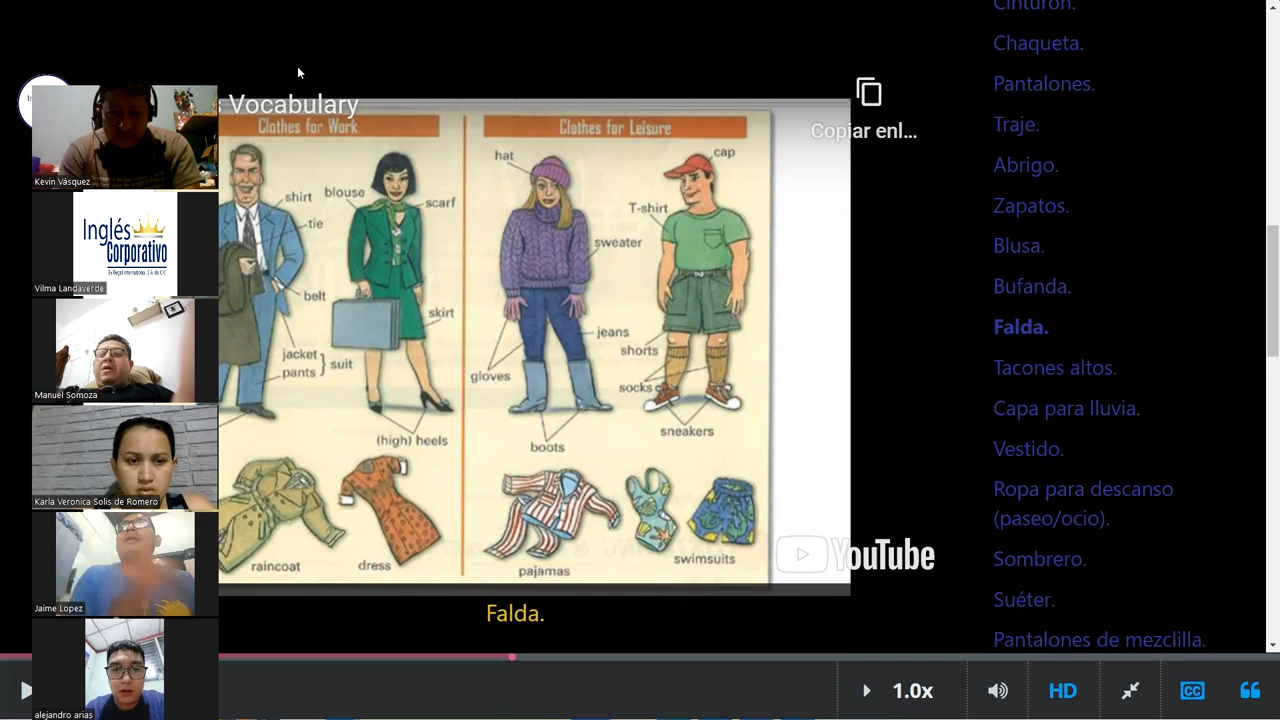 s Vocabulary
Copiar enl...
Clothes for Work
Clothes for Leisure
shirt
tie
belt
jacket
pants
suit
blouse
scarf
skirt
(high) heels
raincoat
dress
hat
sweater
jeans
gloves
boots
cap
T-shirt
shorts
socks
sneakers
pajamas
swimsuits
YouTube
Falda.
Kevin Vásquez
Inglés
Corporativo
Vilma Landaverde
Manuel Somoza
Karla Veronica Solis de Romero
Jaime Lopez
alejandro arias
Cinturón.
Chaqueta.
Pantalones.
Traje.
Abrigo.
Zapatos.
Blusa.
Bufanda.
Falda.
Tacones altos.
Capa para lluvia.
Vestido.
Ropa para descanso
(paseo/ocio).
Sombrero.
Suéter.
Pantalones de mezclilla.
1.0x
HD
CC